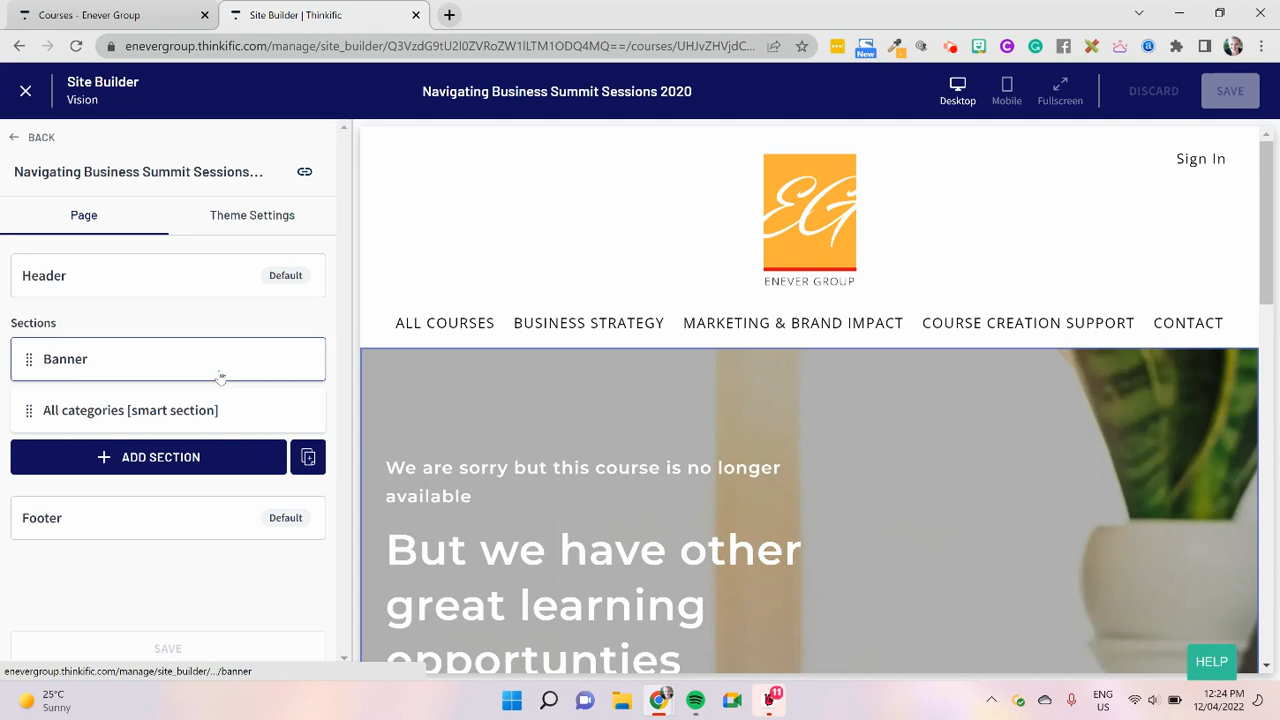 Courses - Enever Group
Site Builder | Thinkific
enevergroup.thinkific.com/manage/site_builder/Q3VzdG9tU2l0ZVRoZW1lLTM1ODQ4MQ==/courses/UHJvZHVjdC...
New
Site Builder
Vision
Navigating Business Summit Sessions 2020
Desktop
Mobile
Fullscreen
DISCARD
SAVE
BACK
Navigating Business Summit Sessions...
Page
Theme Settings
Header
Default
Sections
Banner
All categories [smart section]
ADD SECTION
Footer
Default
SAVE
enevergroup.thinkific.com/manage/site_builder/.../banner
Sign In
EG
ENEVER GROUP
ALL COURSES BUSINESS STRATEGY MARKETING & BRAND IMPACT COURSE CREATION SUPPORT CONTACT
We are sorry but this course is no longer
available
But we have other
great learning
opportunties
HELP
25°C
Sunny
11
ENG
US
12:24 PM
12/04/2022